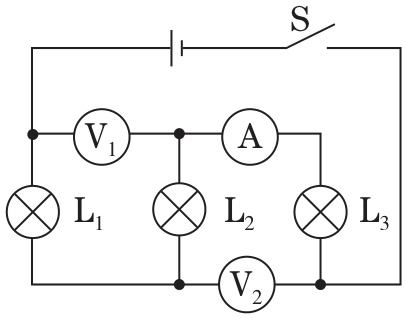 S
V₁ A
L₁ L₂ L₃
V₂